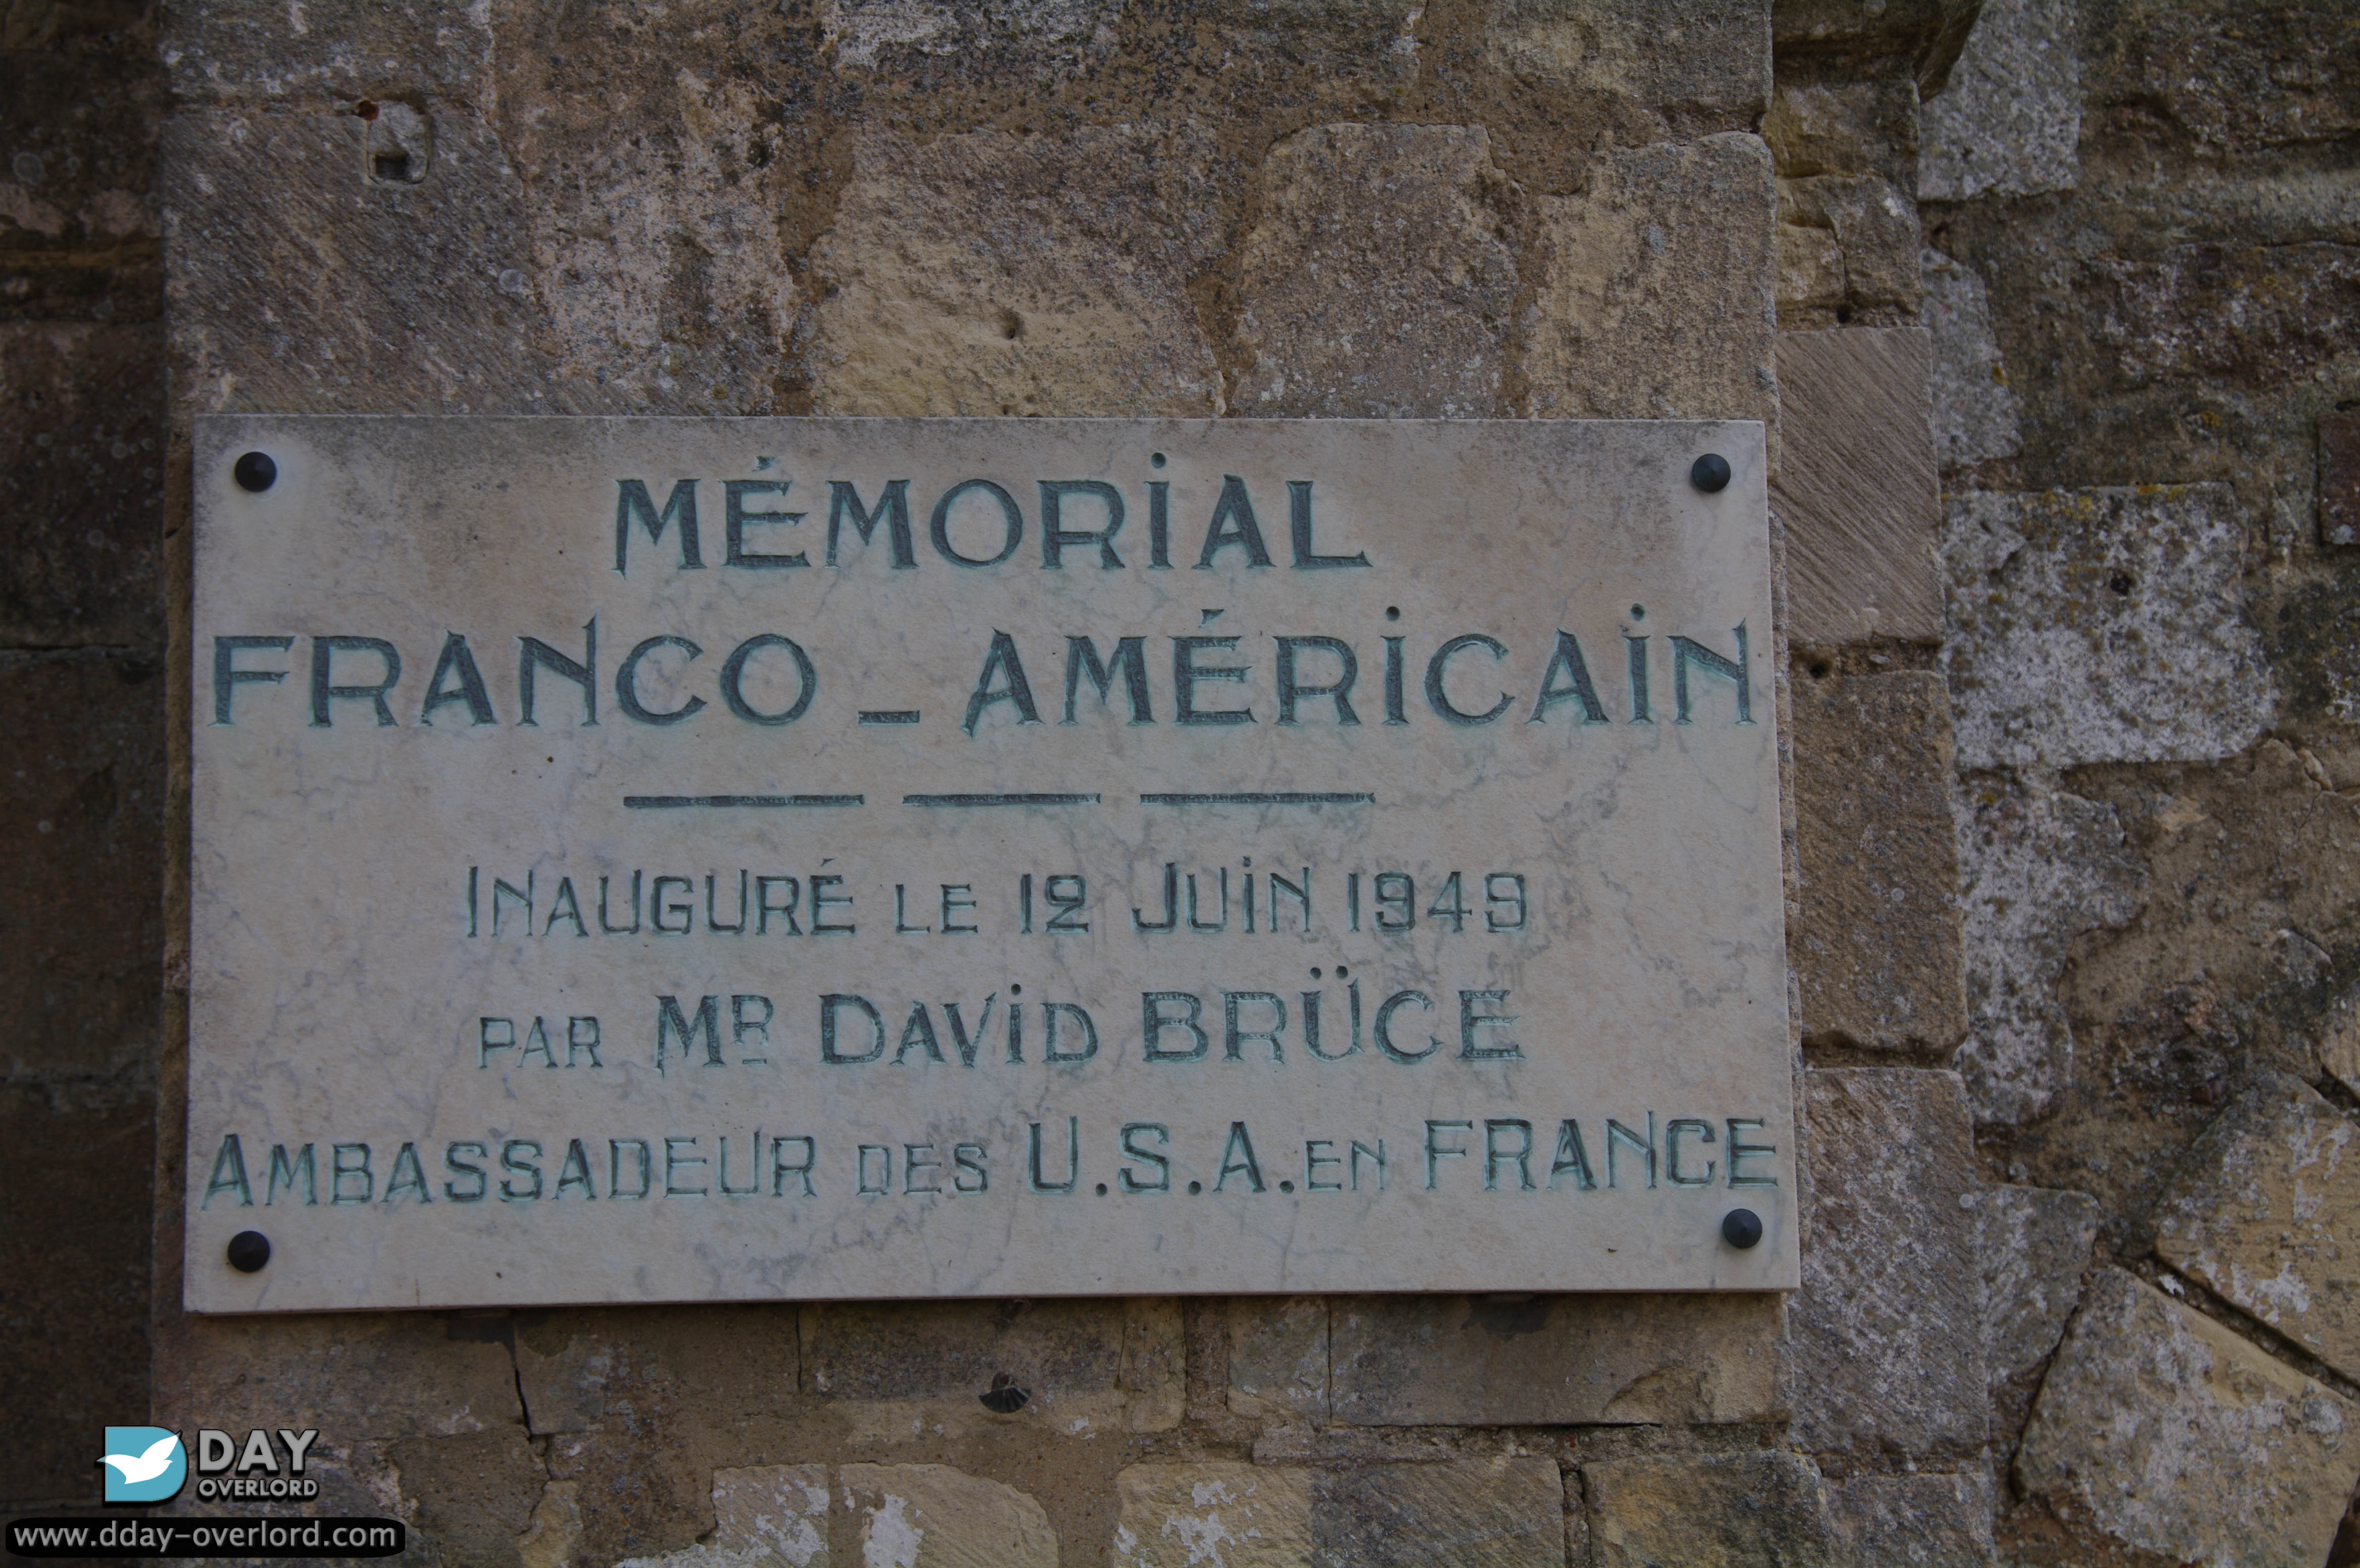 MÉMORiAL
FRANCO_AMÉRiCAiN
INAUGURÉ LE 12 JUiN 1949
PAR MR DAViD BRÜCE
AMBASSADEUR DES U.S.A. EN FRANCE
DAY
OVERLORD
www.dday-overlord.com